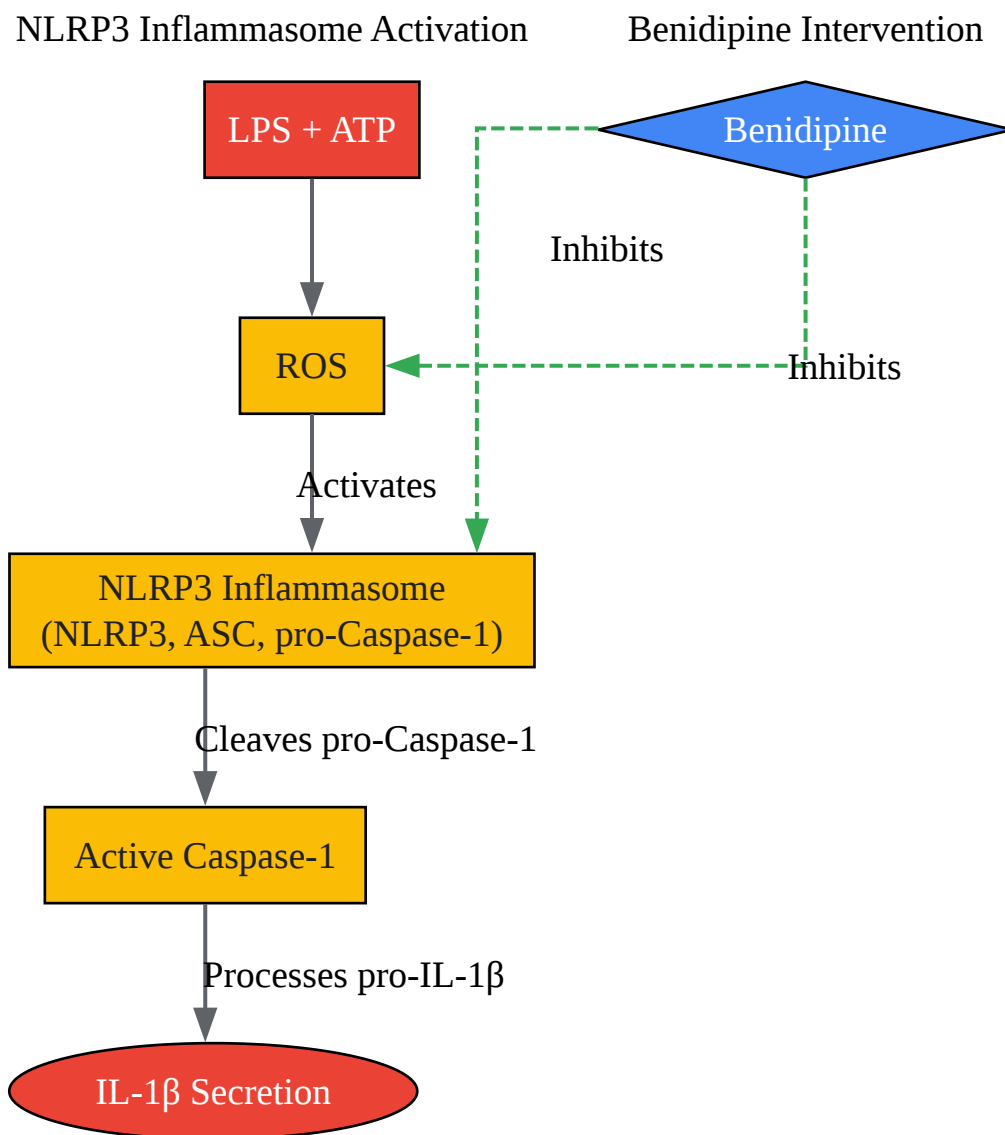 NLRP3 Inflammasome Activation
Benidipine Intervention
LPS + ATP
Benidipine
Inhibits
ROS
Inhibits
Activates
NLRP3 Inflammasome
(NLRP3, ASC, pro-Caspase-1)
Cleaves pro-Caspase-1
Active Caspase-1
Processes pro-IL-1β
IL-1β Secretion